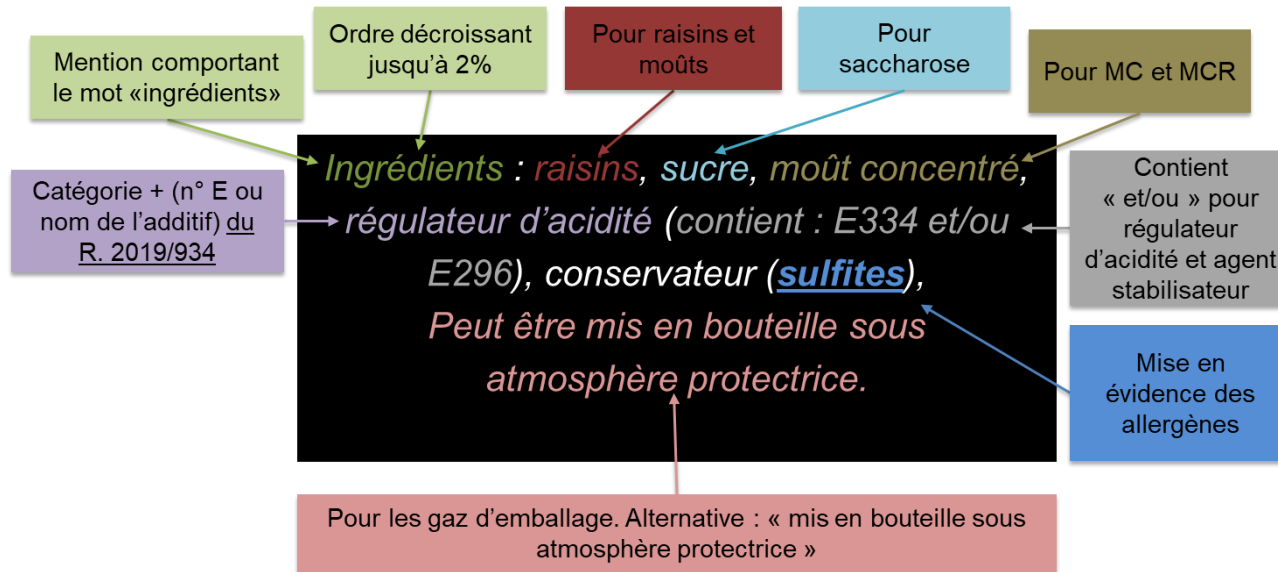 Mention comportant
le mot «ingrédients»
Ordre décroissant
jusqu’à 2%
Pour raisins et
moûts
Pour
saccharose
Pour MC et MCR
Catégorie + (n° E ou
nom de l’additif) du
R. 2019/934
Ingrédients : raisins, sucre, moût concentré,
régulateur d’acidité (contient : E334 et/ou
E296), conservateur (sulfites),
Peut être mis en bouteille sous
atmosphère protectrice.
Contient
« et/ou » pour
régulateur
d’acidité et agent
stabilisateur
Mise en
évidence des
allergènes
Pour les gaz d’emballage. Alternative : « mis en bouteille sous
atmosphère protectrice »